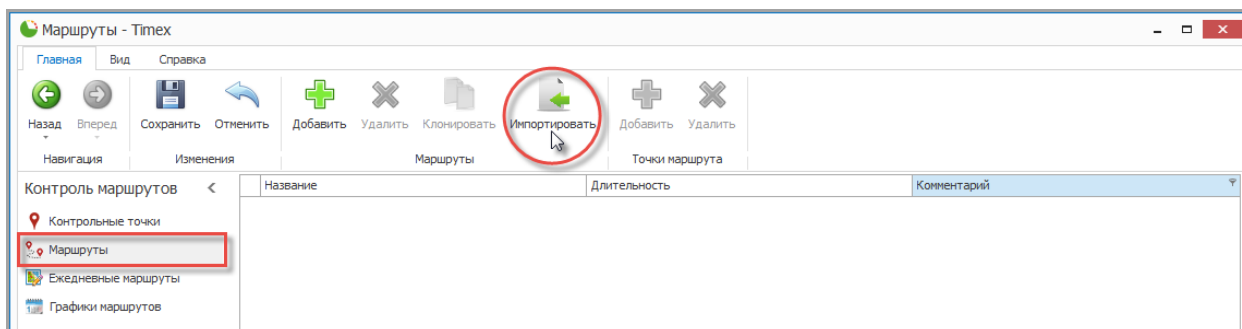 Маршруты - Timex
Главная Вид Справка
Назад Вперед Сохранить Отменить Добавить Удалить Клонировать Импортировать Добавить Удалить
Навигация Изменения Маршруты Точки маршрута
Контроль маршрутов <
Название Длительность Комментарий
Контрольные точки
Маршруты
Ежедневные маршруты
Графики маршрутов